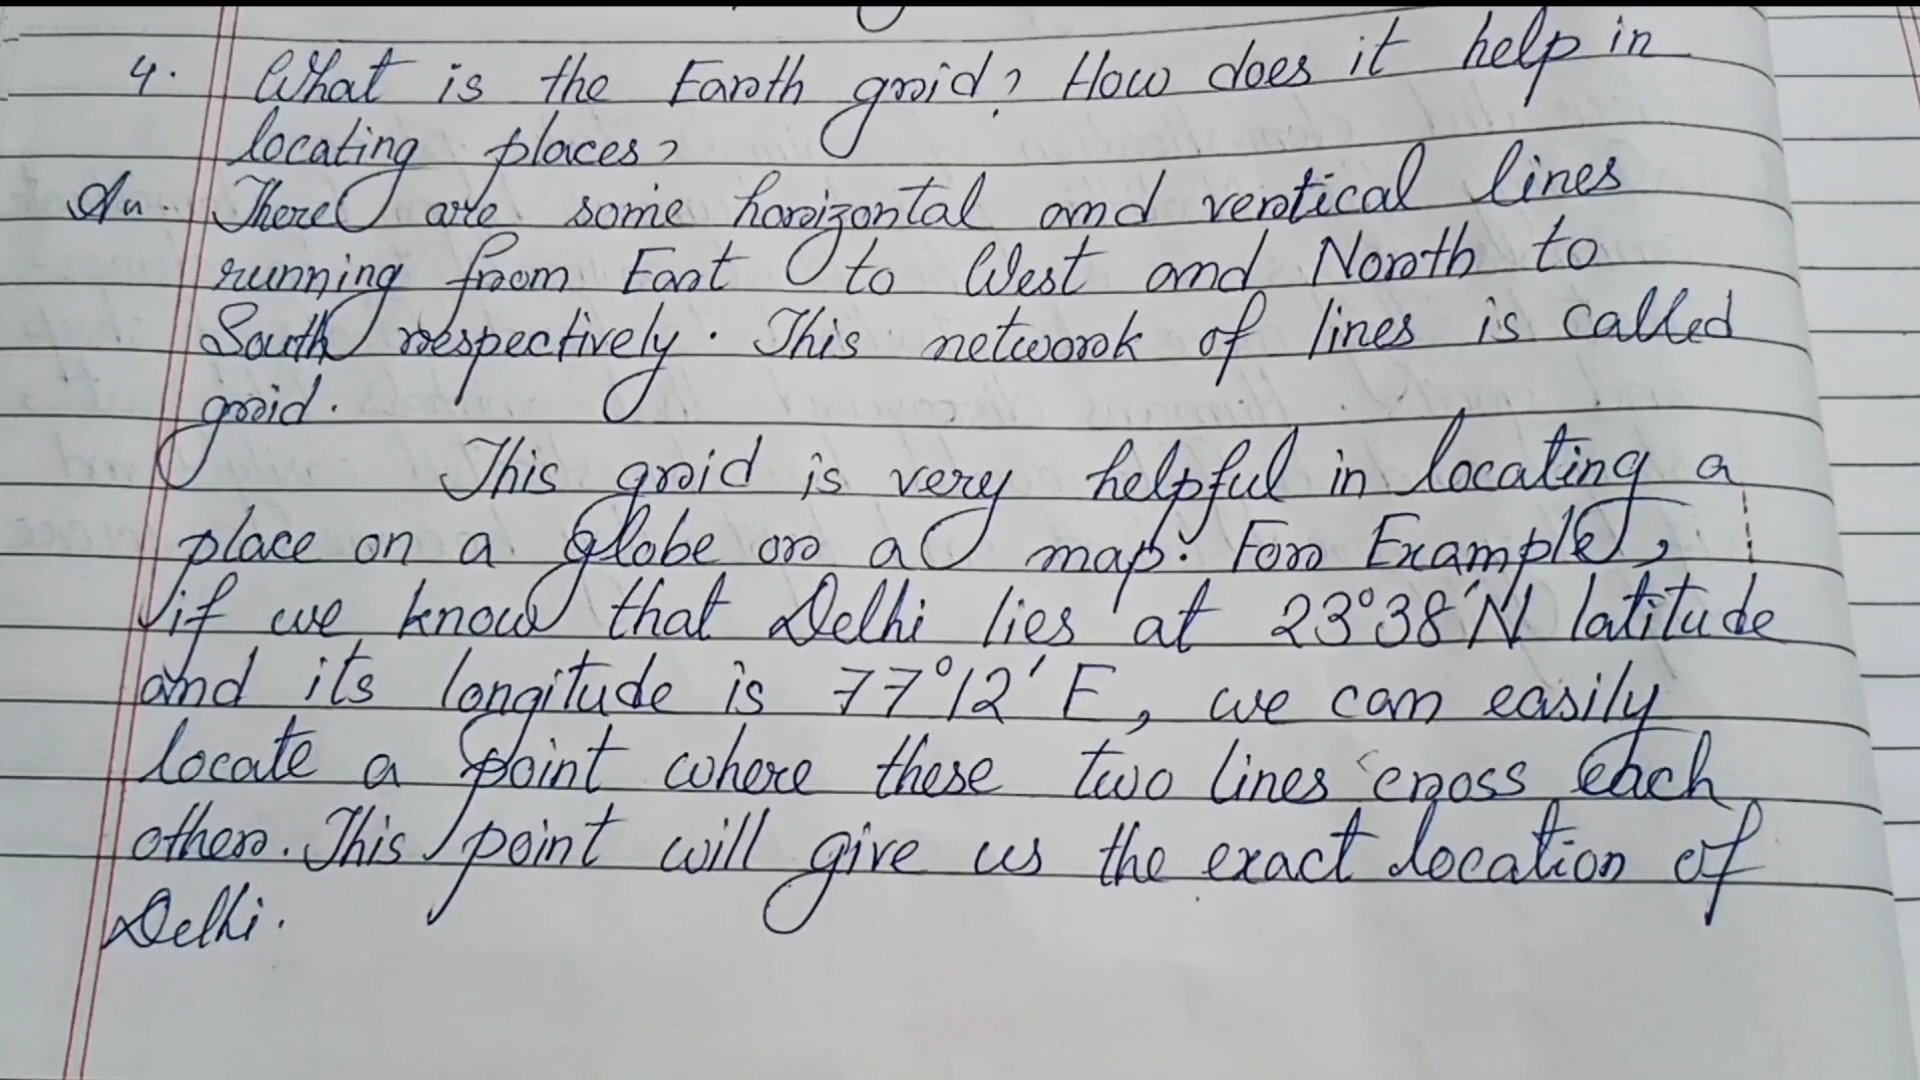 4. What is the Earth grid? How does it help in
locating places?
An. There are some horizontal and vertical lines
running from East to West and North to
South respectively. This network of lines is called
grid.
This grid is very helpful in locating a
place on a globe or a map. For Example,
if we know that Delhi lies at 23°38'N latitude
and its longitude is 77°12' E, we can easily
locate a point where these two lines cross each
other. This point will give us the exact location of
Delhi.